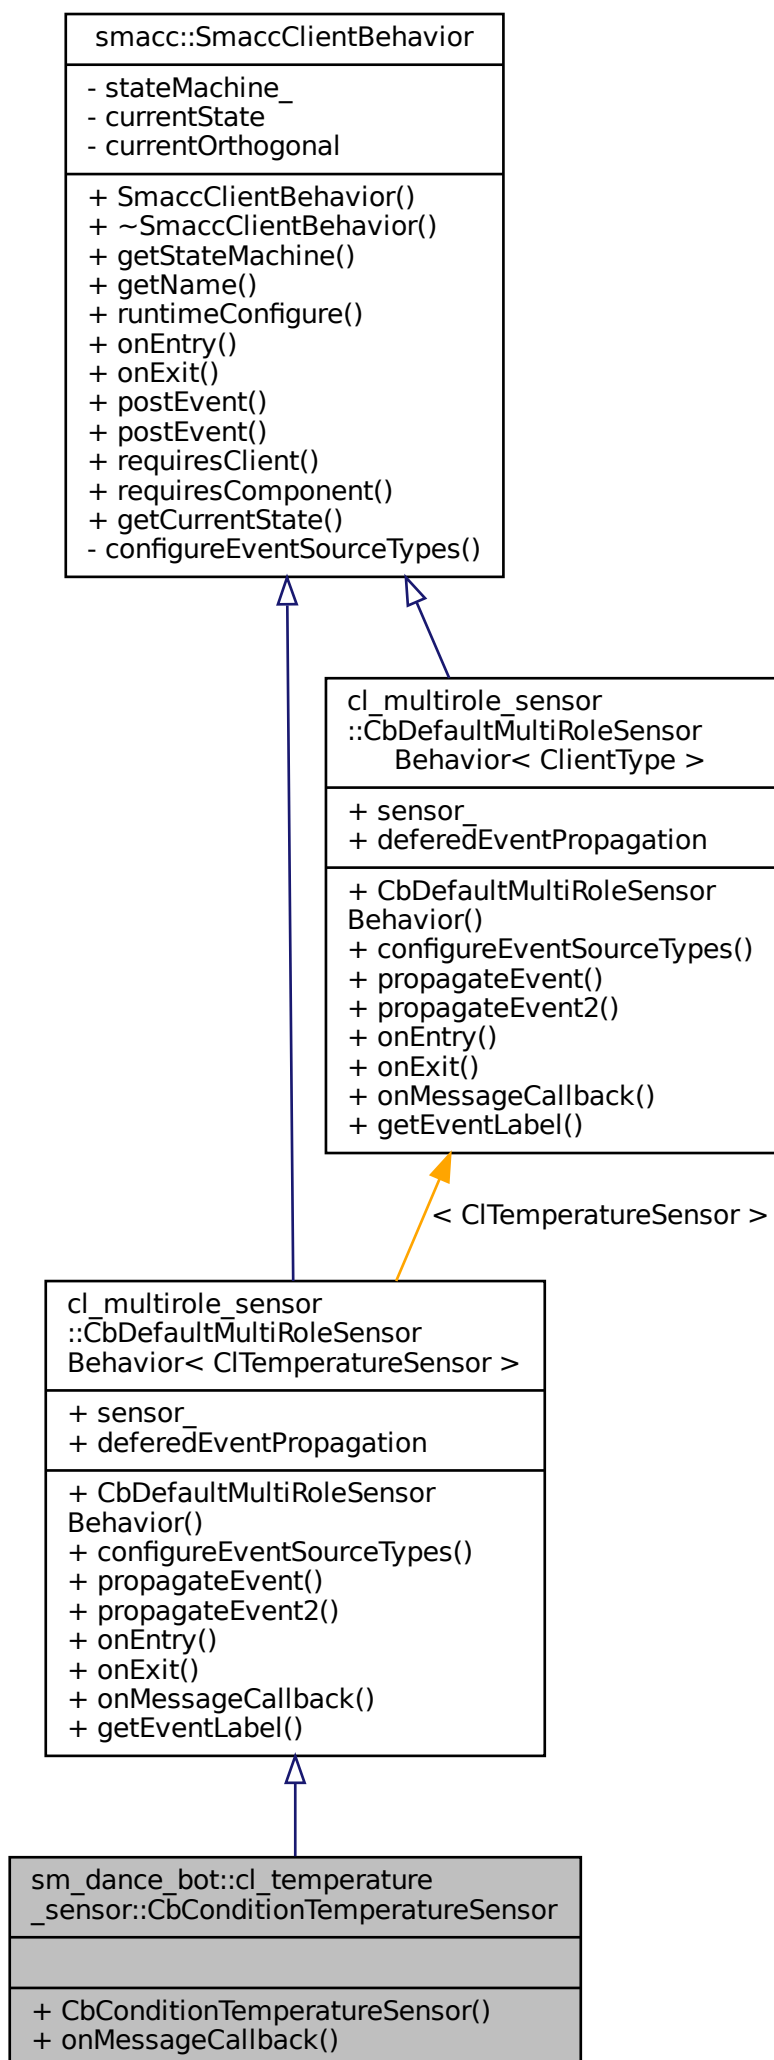 smacc::SmaccClientBehavior
- stateMachine_
- currentState
- currentOrthogonal
+ SmaccClientBehavior()
+ ~SmaccClientBehavior()
+ getStateMachine()
+ getName()
+ runtimeConfigure()
+ onEntry()
+ onExit()
+ postEvent()
+ postEvent()
+ requiresClient()
+ requiresComponent()
+ getCurrentState()
- configureEventSourceTypes()
cl_multirole_sensor
::CbDefaultMultiRoleSensor
Behavior< ClientType >
+ sensor_
+ deferedEventPropagation
+ CbDefaultMultiRoleSensor
Behavior()
+ configureEventSourceTypes()
+ propagateEvent()
+ propagateEvent2()
+ onEntry()
+ onExit()
+ onMessageCallback()
+ getEventLabel()
< ClTemperatureSensor >
cl_multirole_sensor
::CbDefaultMultiRoleSensor
Behavior< ClTemperatureSensor >
+ sensor_
+ deferedEventPropagation
+ CbDefaultMultiRoleSensor
Behavior()
+ configureEventSourceTypes()
+ propagateEvent()
+ propagateEvent2()
+ onEntry()
+ onExit()
+ onMessageCallback()
+ getEventLabel()
sm_dance_bot::cl_temperature
_sensor::CbConditionTemperatureSensor
+ CbConditionTemperatureSensor()
+ onMessageCallback()